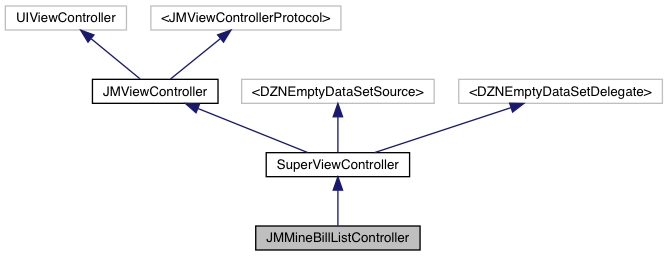 UIViewController
<JMViewControllerProtocol>
JMViewController
<DZNEmptyDataSetSource>
<DZNEmptyDataSetDelegate>
SuperViewController
JMMineBillListController